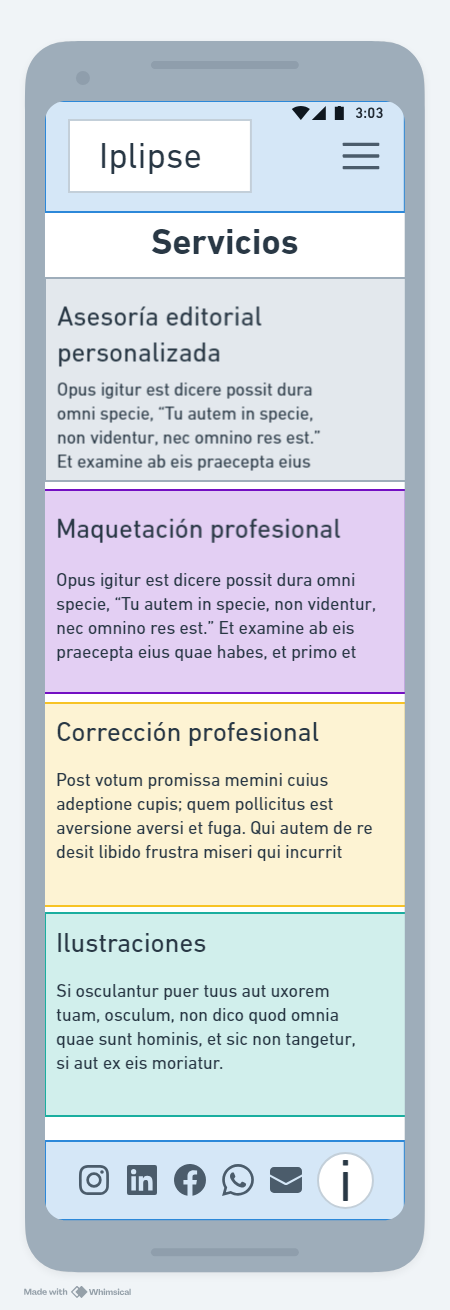 3:03
Iplipse
Servicios
Asesoría editorial
personalizada
Opus igitur est dicere possit dura
omni specie, “Tu autem in specie,
non videntur, nec omnino res est.”
Et examine ab eis praecepta eius
Maquetación profesional
Opus igitur est dicere possit dura omni
specie, “Tu autem in specie, non videntur,
nec omnino res est.” Et examine ab eis
praecepta eius quae habes, et primo et
Corrección profesional
Post votum promissa memini cuius
adeptione cupis; quem pollicitus est
aversione aversi et fuga. Qui autem de re
desit libido frustra miseri qui incurrit
Ilustraciones
Si osculantur puer tuus aut uxorem
tuam, osculum, non dico quod omnia
quae sunt hominis, et sic non tangetur,
si aut ex eis moriatur.
i
Made with Whimsical